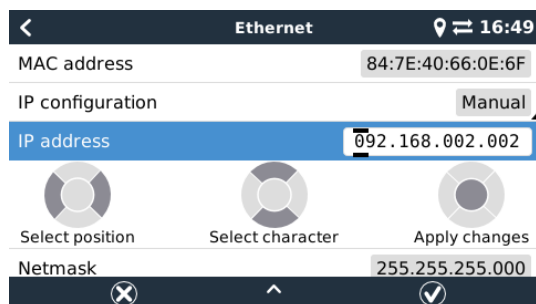 Ethernet 16:49
MAC address 84:7E:40:66:0E:6F
IP configuration Manual
IP address 092.168.002.002
Select position Select character Apply changes
Netmask 255.255.255.000